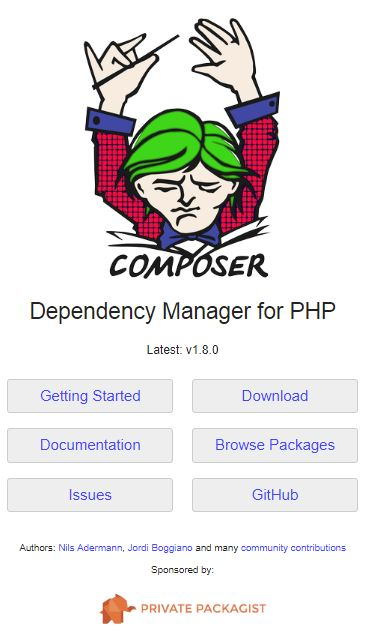 COMPOSER
Dependency Manager for PHP
Latest: v1.8.0
Getting Started
Download
Documentation
Browse Packages
Issues
GitHub
Authors: Nils Adermann, Jordi Boggiano and many community contributions
Sponsored by:
PRIVATE PACKAGIST